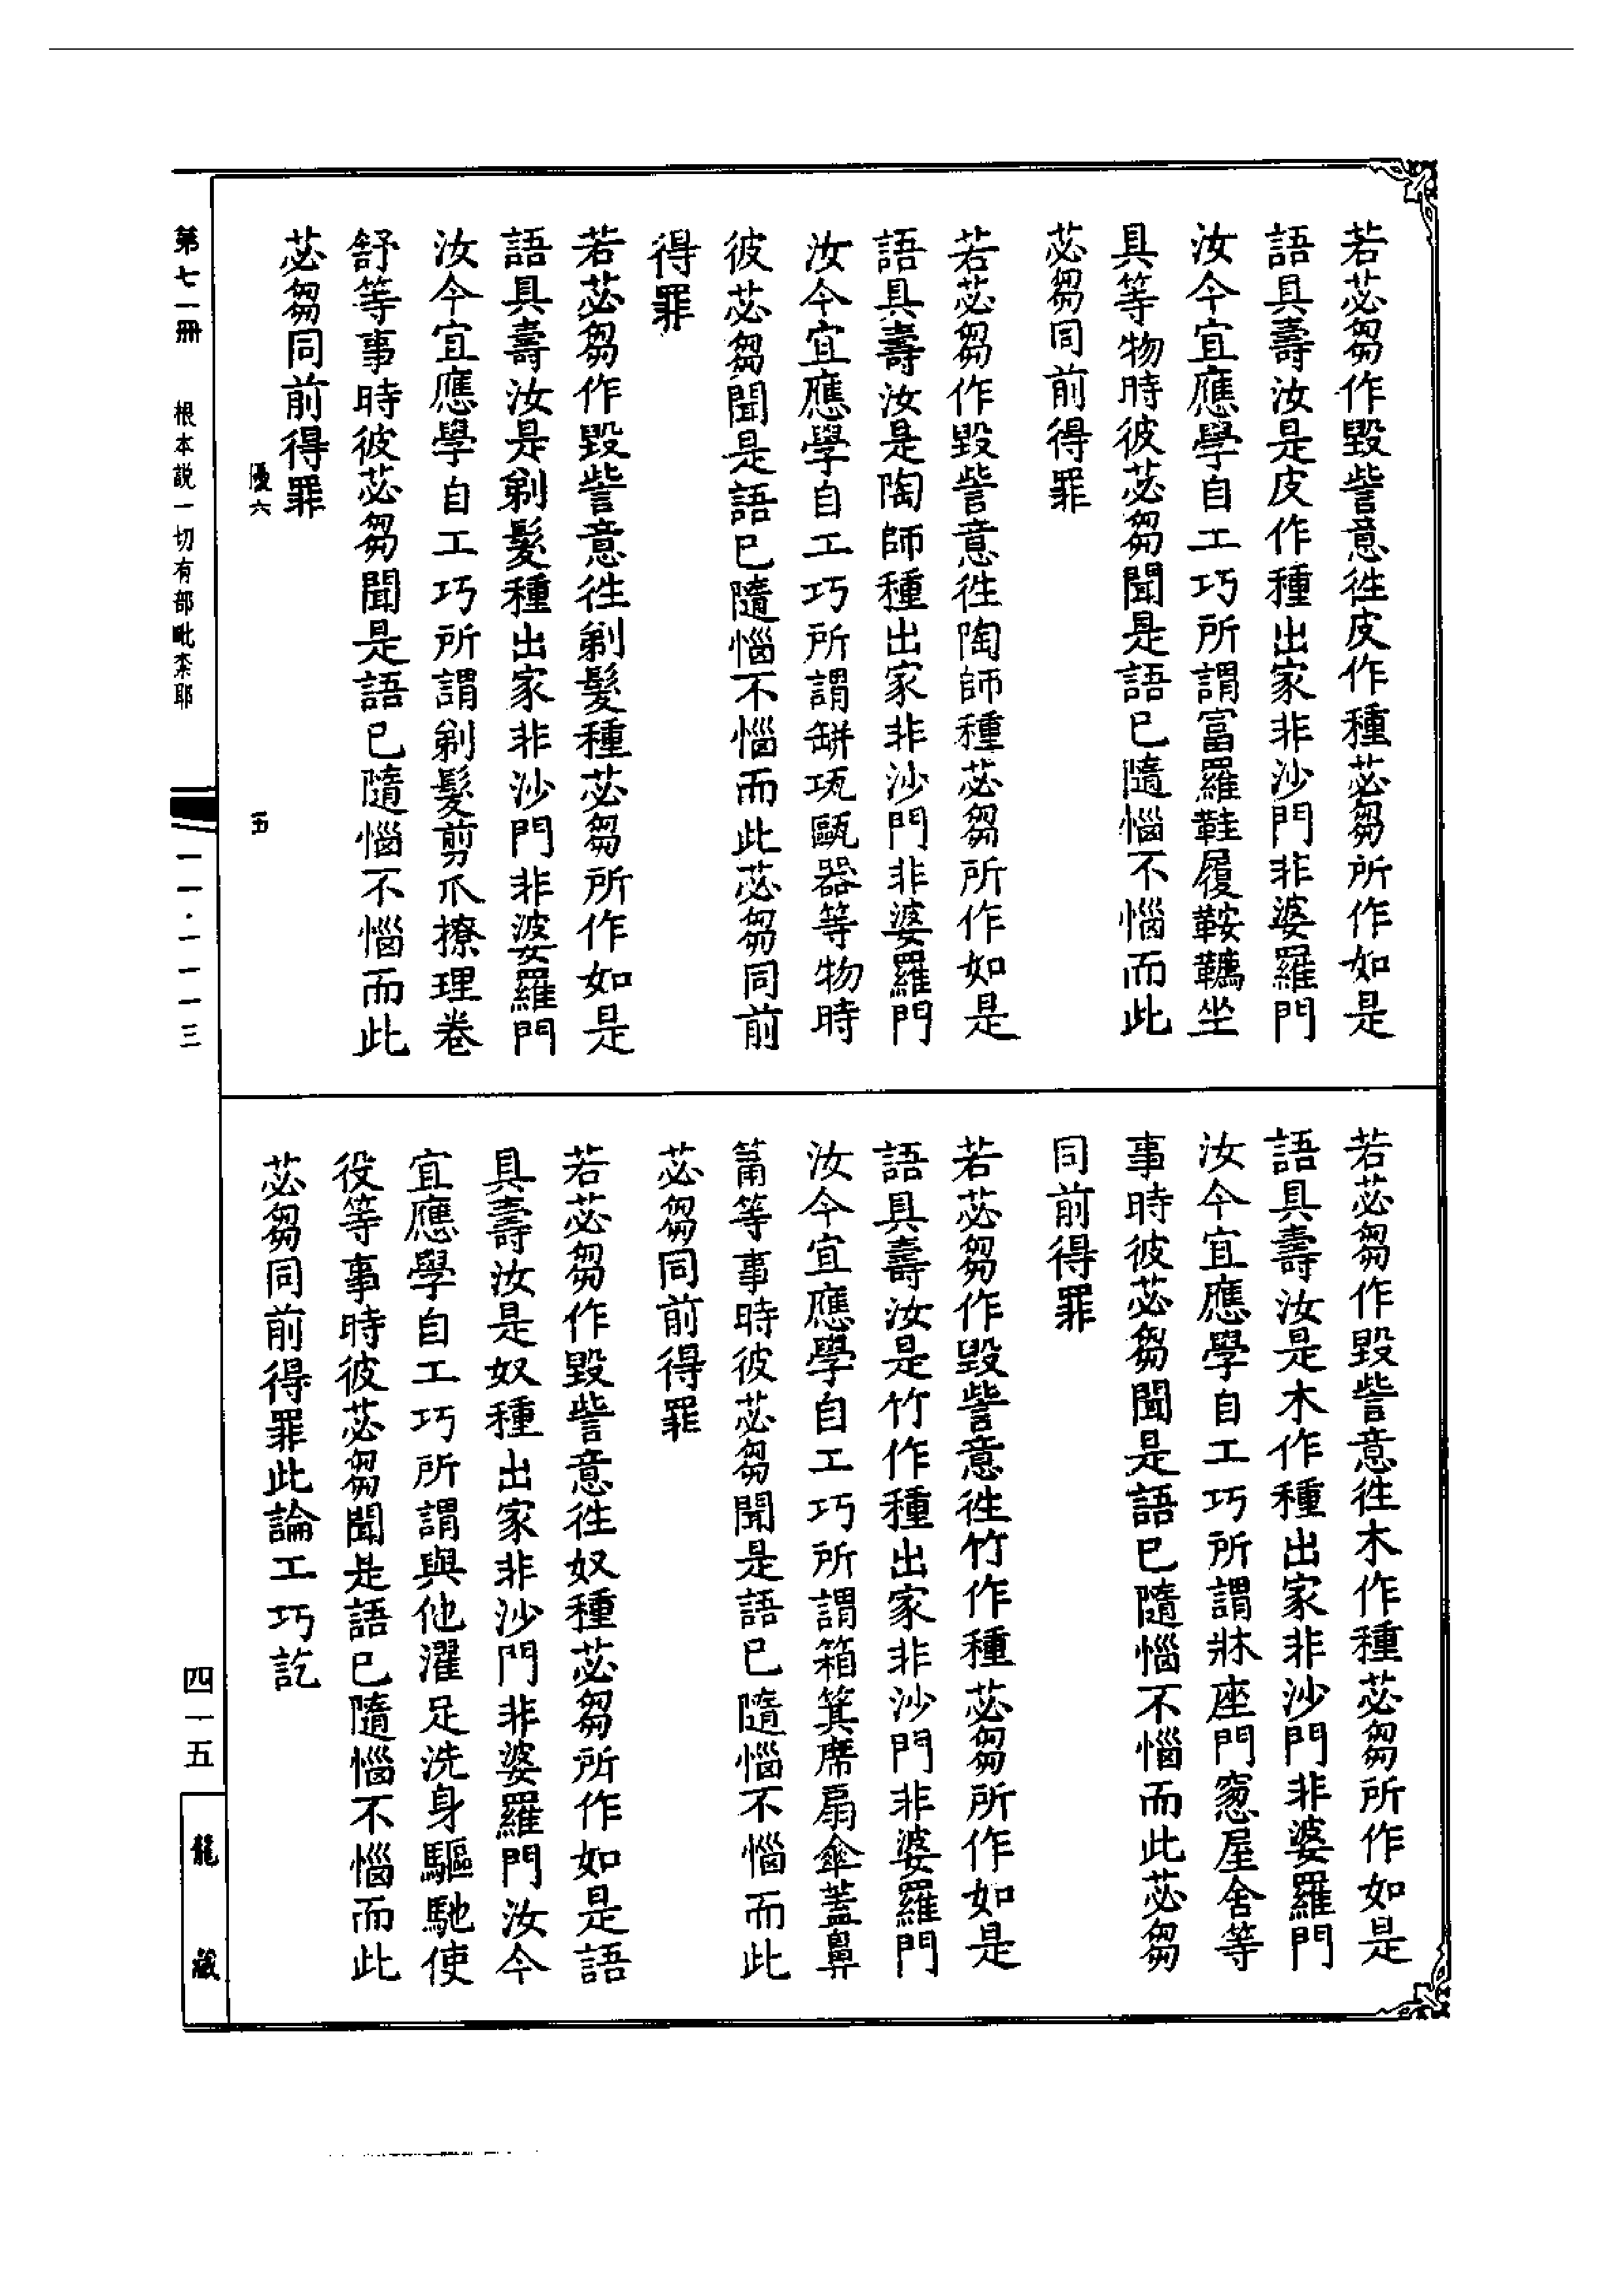 若苾芻作毀訾意徃皮作種苾芻所作如是
語具壽汝是皮作種出家非沙門非婆羅門
汝今宜應學自工巧所謂富羅鞋履鞍韉坐
具等物時彼苾芻聞是語已隨惱不惱而此
苾芻同前得罪
若苾芻作毀訾意徃陶師種苾芻所作如是
語具壽汝是陶師種出家非沙門非婆羅門
汝今宜應學自工巧所謂缾瓨甌器等物時
彼苾芻聞是語已隨惱不惱而此苾芻同前
得罪
若苾芻作毀訾意徃剃髮種苾芻所作如是
語具壽汝是剃髮種出家非沙門非婆羅門
汝今宜應學自工巧所謂剃髮剪爪撩理卷
舒等事時彼苾芻聞是語已隨惱不惱而此
苾芻同前得罪
優六 五
若苾芻作毀訾意徃木作種苾芻所作如是
語具壽汝是木作種出家非沙門非婆羅門
汝今宜應學自工巧所謂牀座門窻屋舍等
事時彼苾芻聞是語已隨惱不惱而此苾芻
同前得罪
若苾芻作毀訾意徃竹作種苾芻所作如是
語具壽汝是竹作種出家非沙門非婆羅門
汝今宜應學自工巧所謂箱箕席扇傘蓋鼻
筩等事時彼苾芻聞是語已隨惱不惱而此
苾芻同前得罪
若苾芻作毀訾意徃奴種苾芻所作如是語
具壽汝是奴種出家非沙門非婆羅門汝今
宜應學自工巧所謂與他濯足洗身驅馳使
役等事時彼苾芻聞是語已隨惱不惱而此
苾芻同前得罪此論工巧訖
第七一冊 根本説一切有部毗柰耶
一一·一一一三
四一五
龍藏